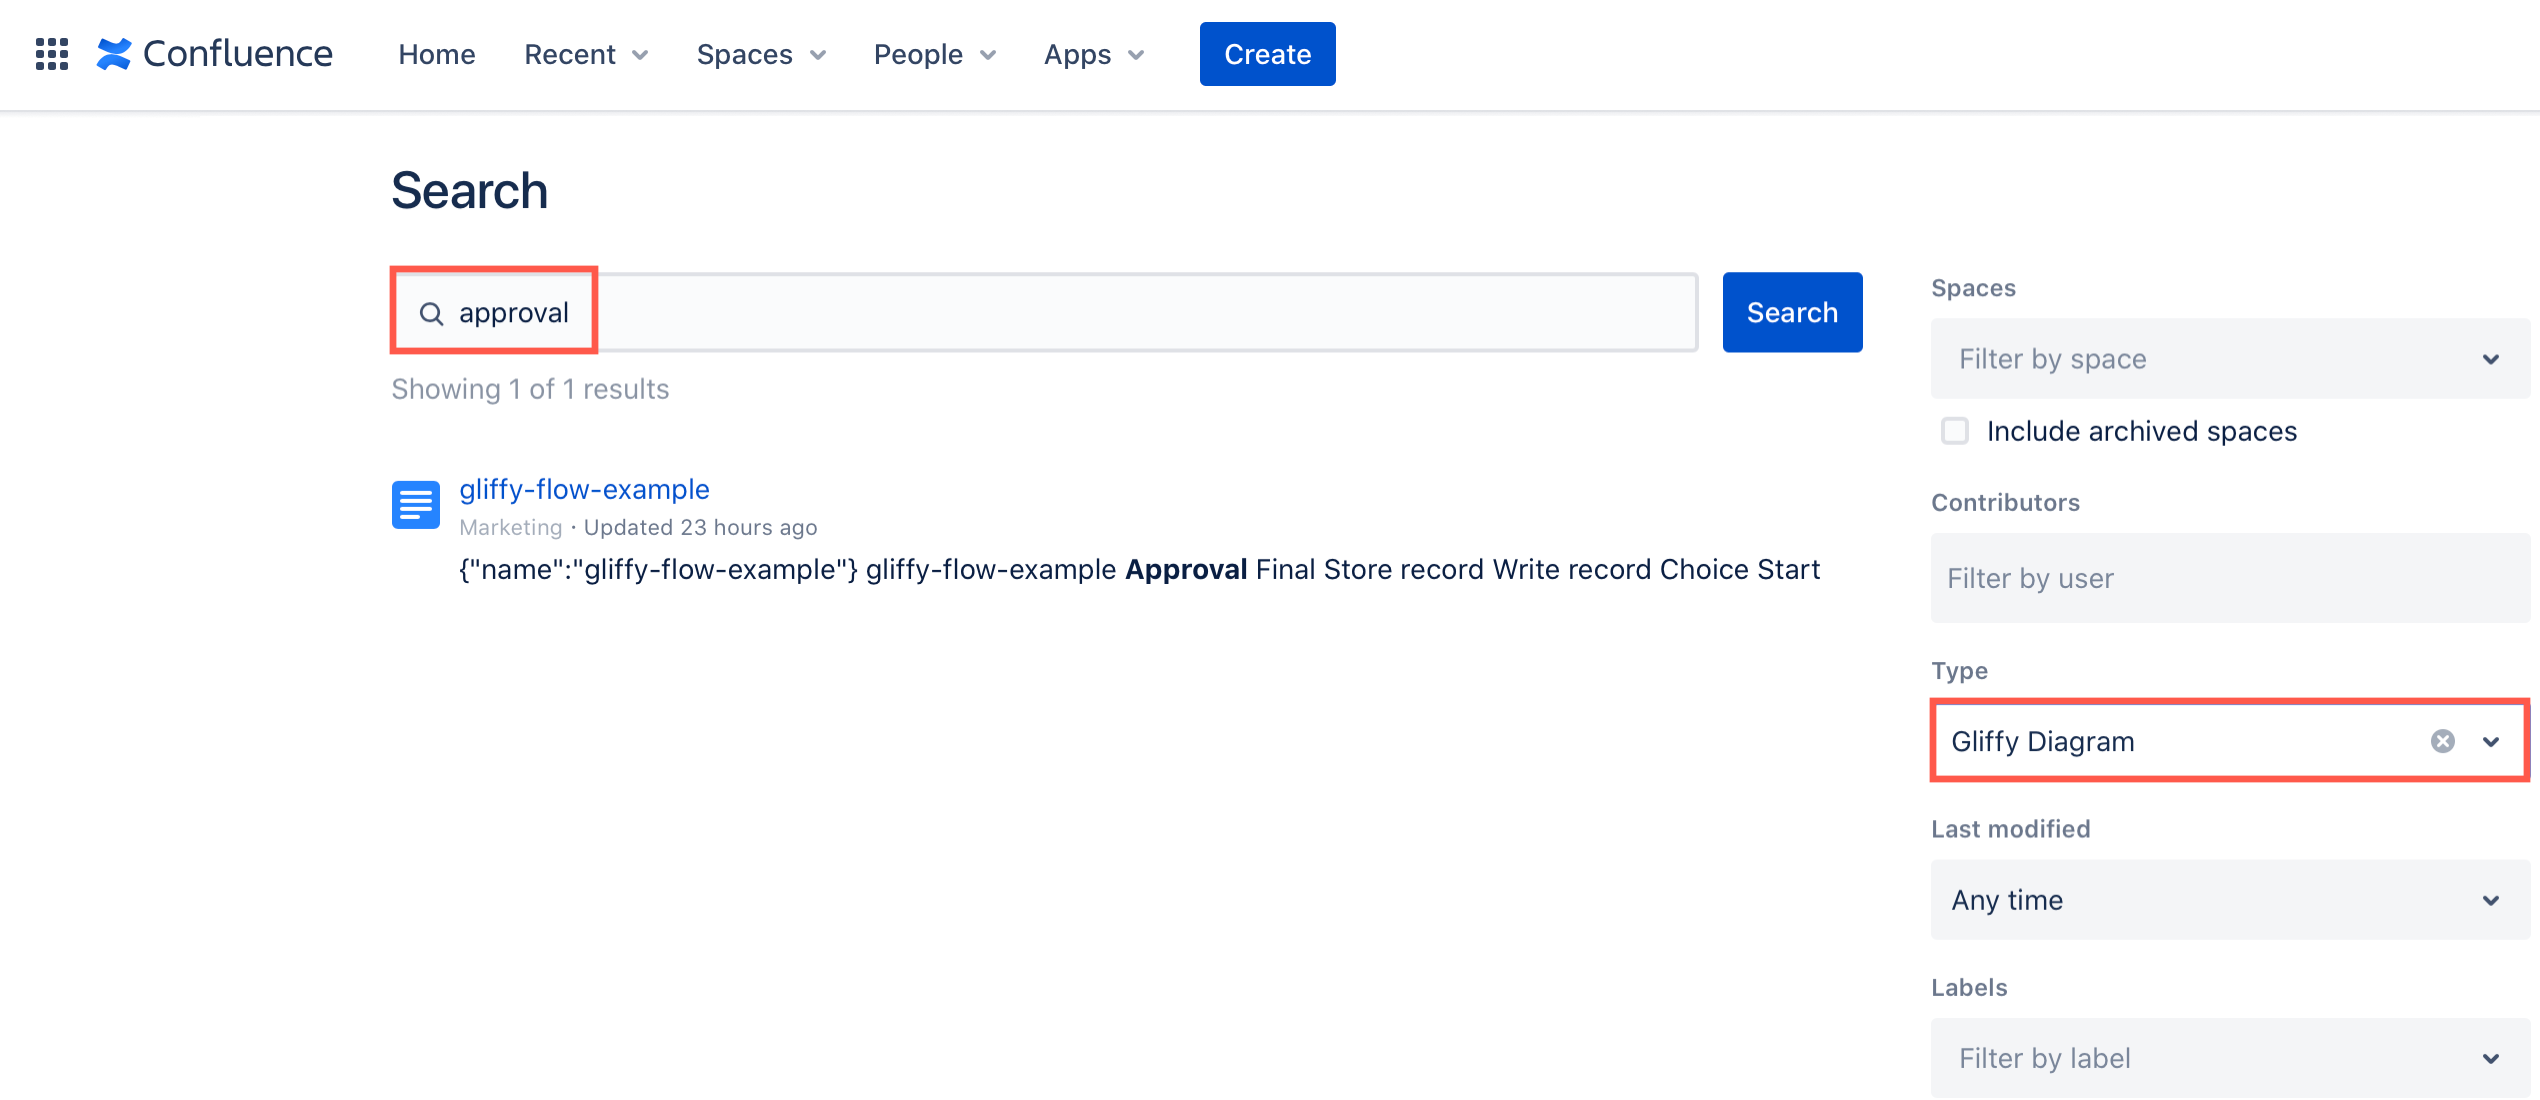 Confluence Home Recent Spaces People Apps Create
Search
approval Search
Showing 1 of 1 results
gliffy-flow-example
Marketing • Updated 23 hours ago
{"name":"gliffy-flow-example"} gliffy-flow-example Approval Final Store record Write record Choice Start
Spaces
Filter by space
Include archived spaces
Contributors
Filter by user
Type
Gliffy Diagram
Last modified
Any time
Labels
Filter by label